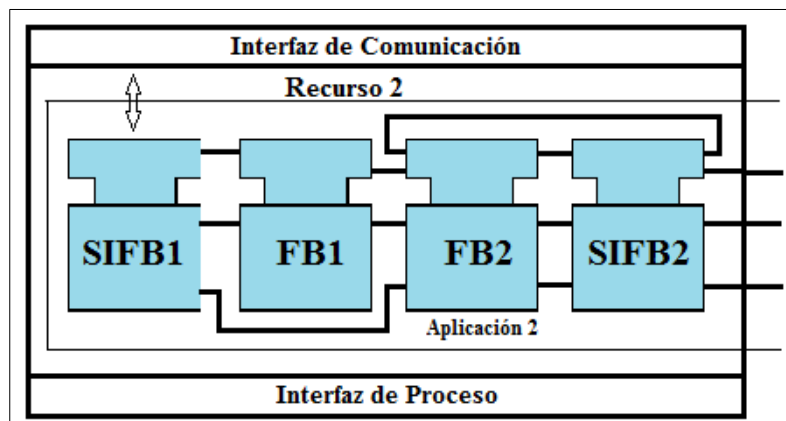 Interfaz de Comunicación
Recurso 2
SIFB1
FB1
FB2
SIFB2
Aplicación 2
Interfaz de Proceso